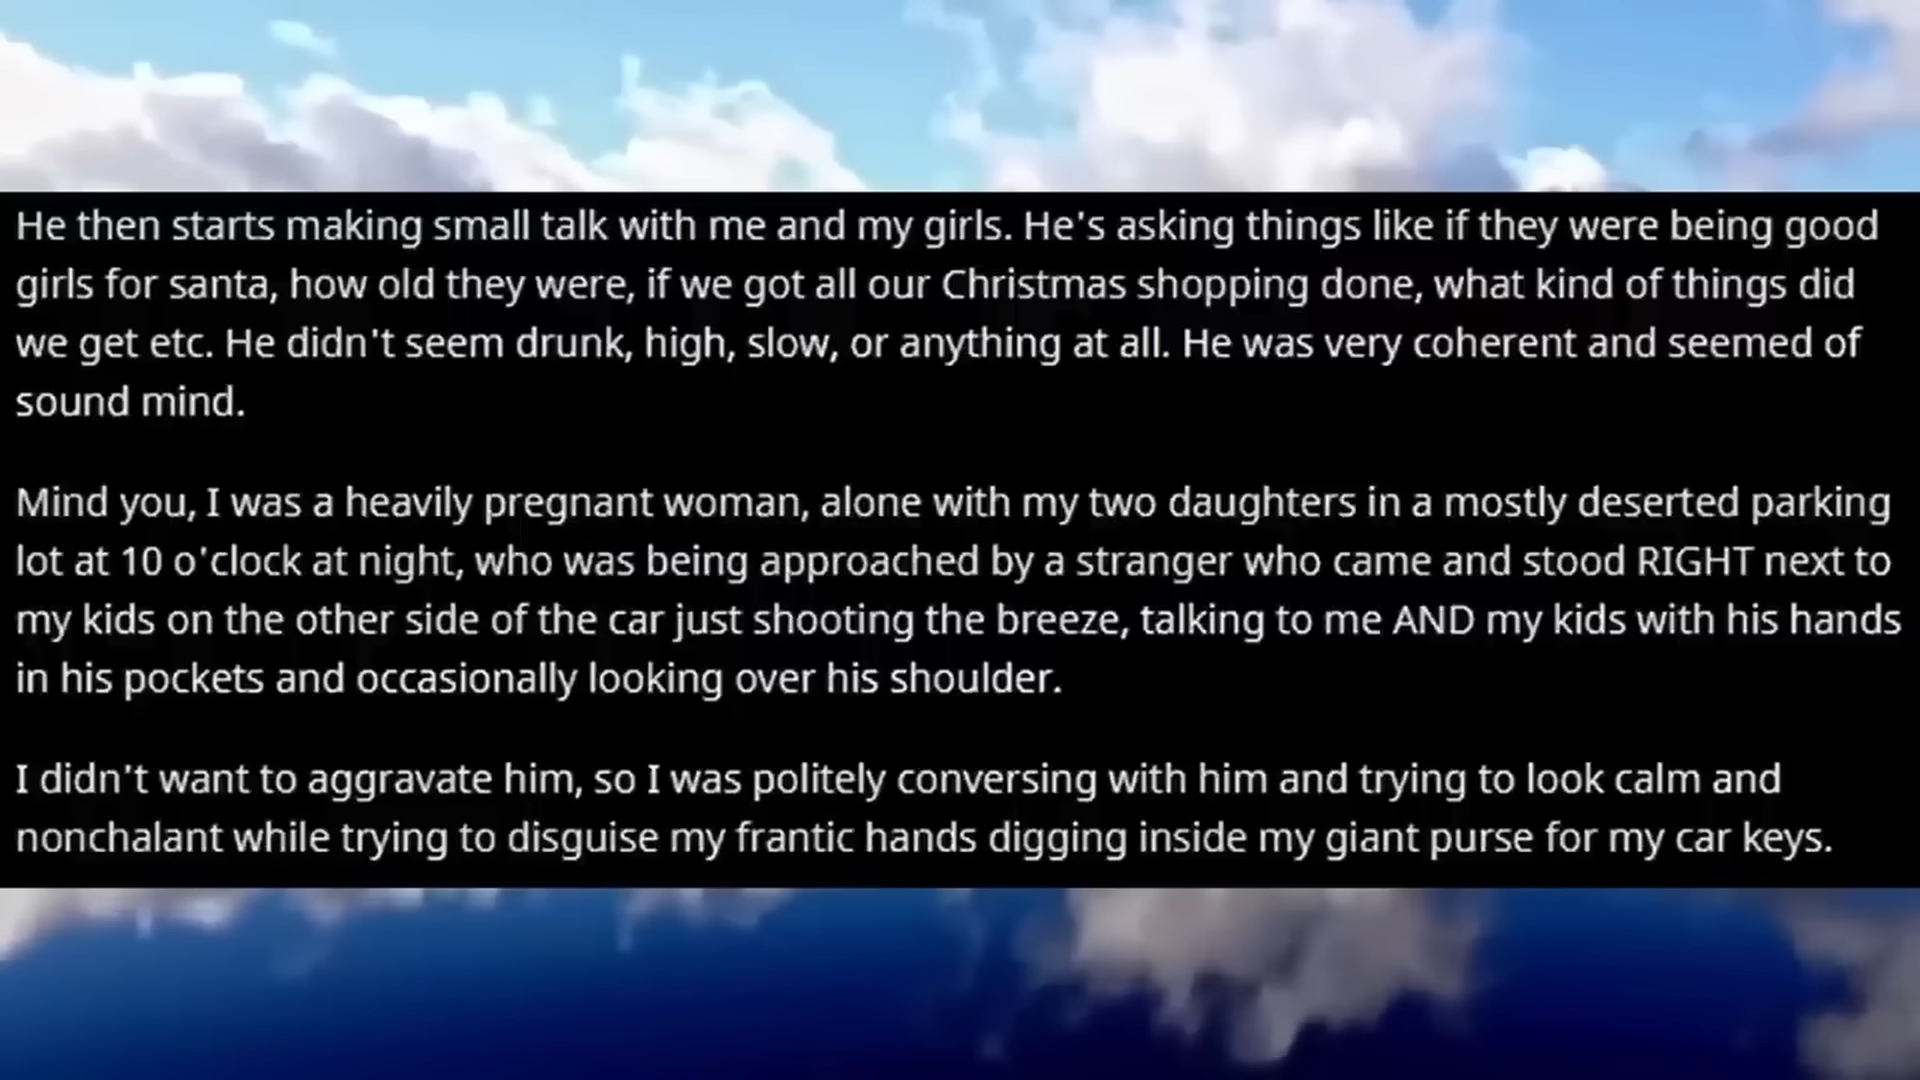 He then starts making small talk with me and my girls. He's asking things like if they were being good
girls for santa, how old they were, if we got all our Christmas shopping done, what kind of things did
we get etc. He didn't seem drunk, high, slow, or anything at all. He was very coherent and seemed of
sound mind.
Mind you, I was a heavily pregnant woman, alone with my two daughters in a mostly deserted parking
lot at 10 o'clock at night, who was being approached by a stranger who came and stood RIGHT next to
my kids on the other side of the car just shooting the breeze, talking to me AND my kids with his hands
in his pockets and occasionally looking over his shoulder.
I didn't want to aggravate him, so I was politely conversing with him and trying to look calm and
nonchalant while trying to disguise my frantic hands digging inside my giant purse for my car keys.